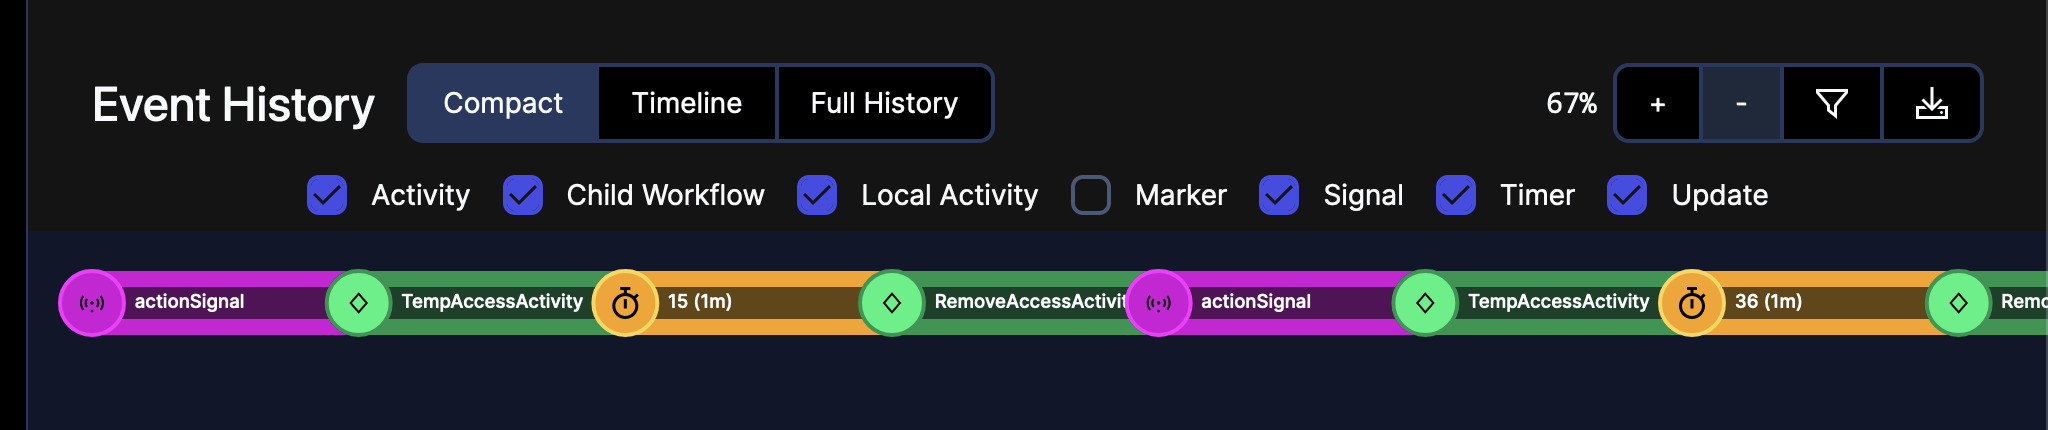 Event History Compact Timeline Full History 67% + -
Activity Child Workflow Local Activity Marker Signal Timer Update
actionSignal TempAccessActivity 15 (1m) RemoveAccessActivit actionSignal TempAccessActivity 36 (1m) Remo